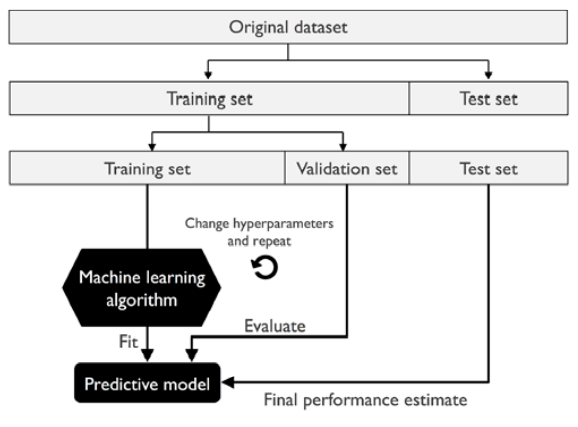 Original dataset
Training set
Test set
Training set
Validation set
Test set
Change hyperparameters
and repeat
Machine learning
algorithm
Fit
Evaluate
Predictive model
Final performance estimate